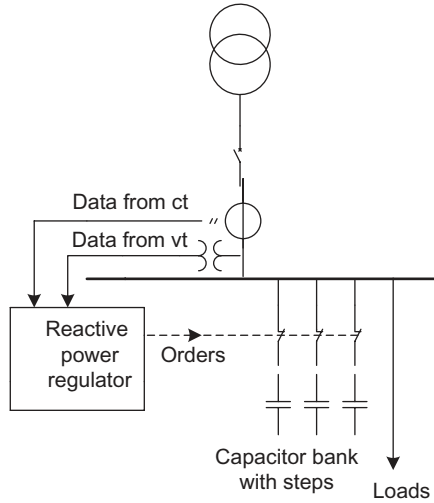 Data from ct
Data from vt
Reactive
power
regulator
Orders
Capacitor bank
with steps
Loads